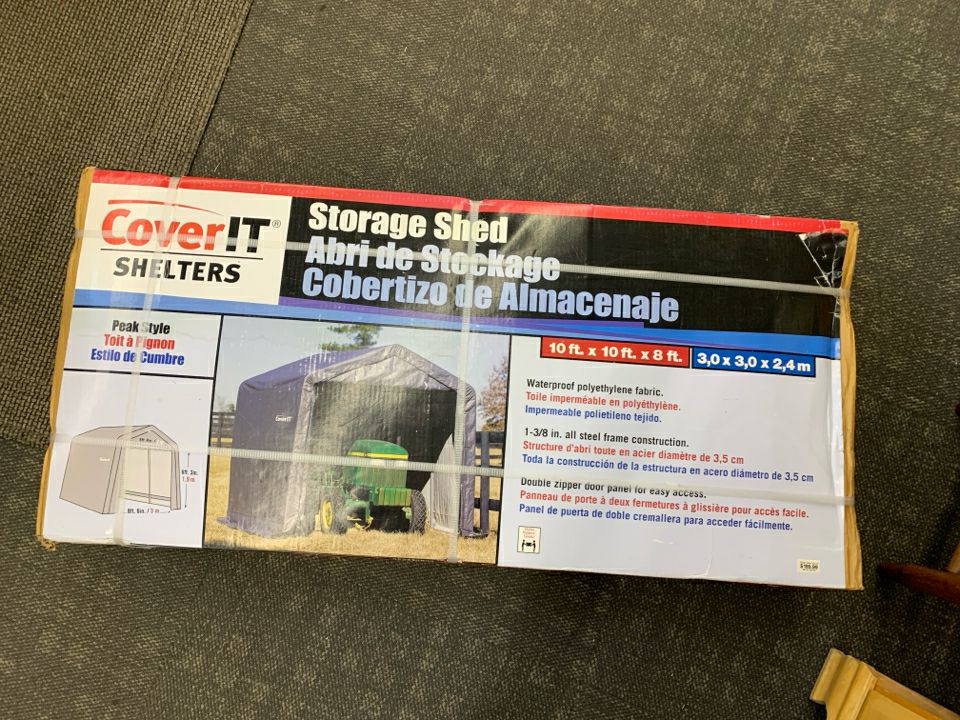 CoverIT®
SHELTERS
Storage Shed
Abri de Stockage
Cobertizo de Almacenaje
Peak Style
Toit à Pignon
Estilo de Cumbre
10 ft. x 10 ft. x 8 ft.
3,0 x 3,0 x 2,4 m
CoverIT
Waterproof polyethylene fabric.
Toile imperméable en polyéthylène.
Impermeable polietileno tejido.
1-3/8 in. all steel frame construction.
Structure d'abri toute en acier diamètre de 3,5 cm
Toda la construcción de la estructura en acero diámetro de 3,5 cm
Double zipper door panel for easy access.
Panneau de porte à deux fermetures à glissière pour accès facile.
Panel de puerta de doble cremallera para acceder fácilmente.